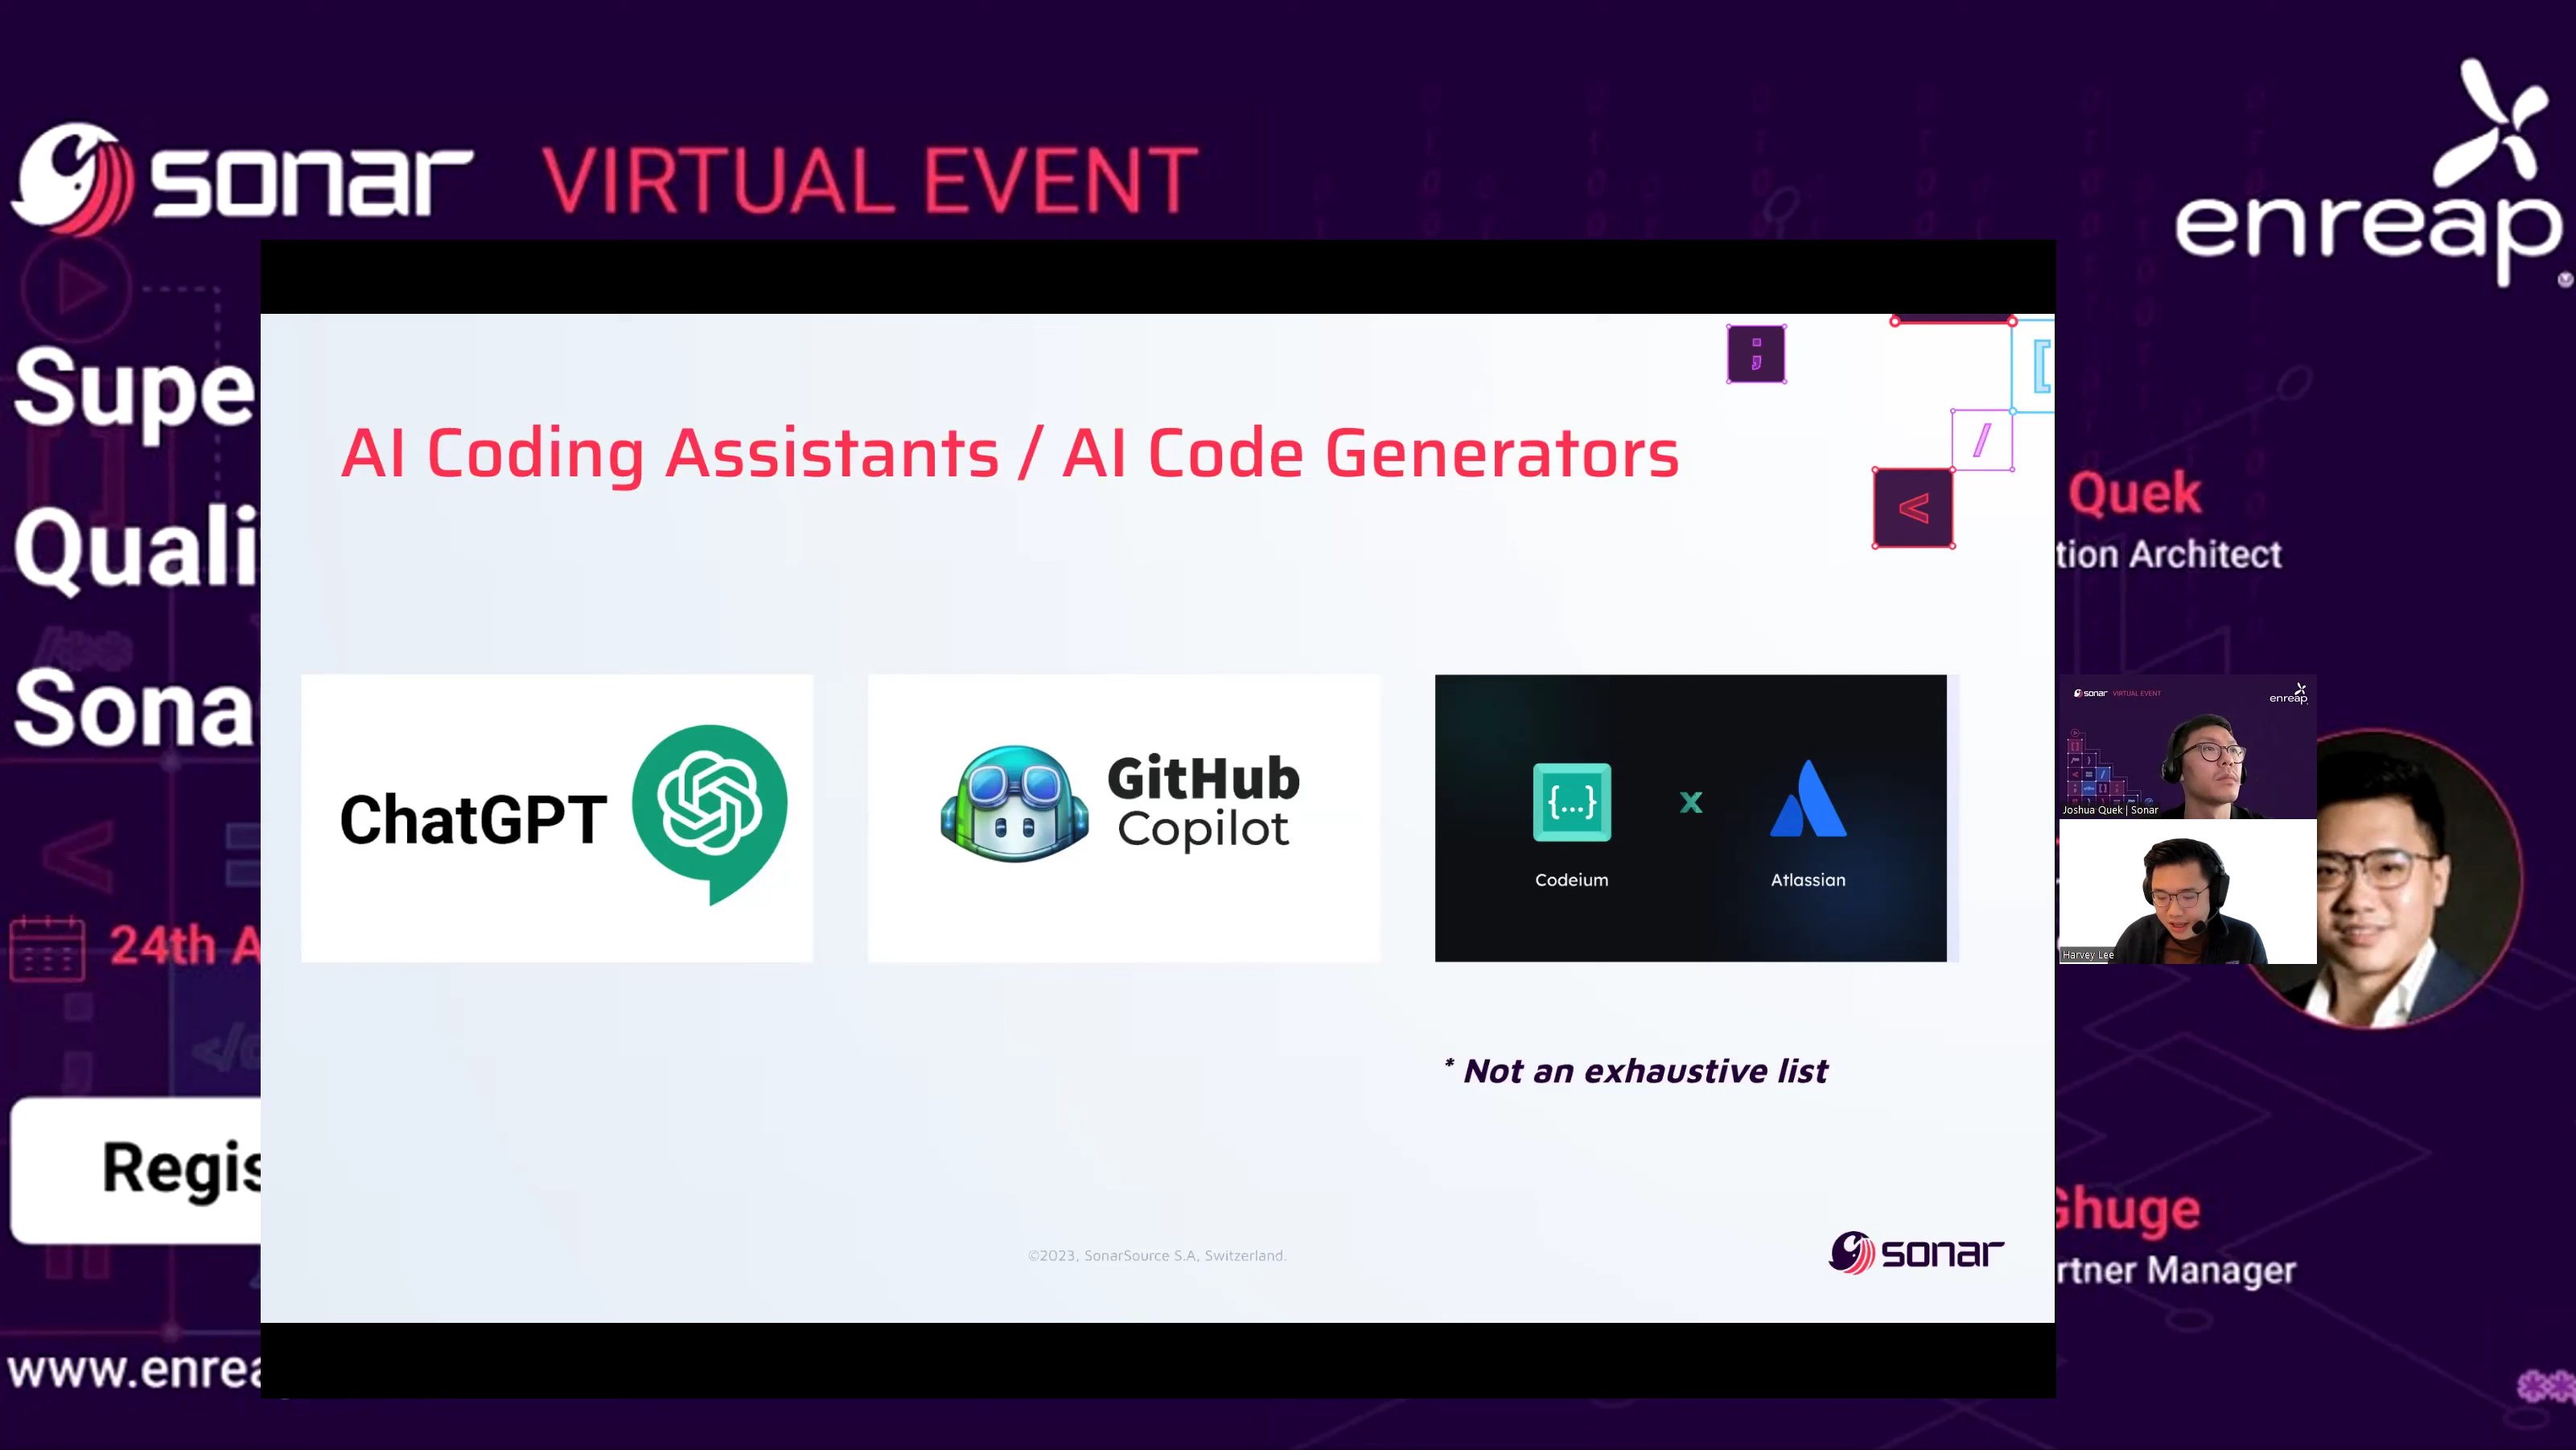 sonar VIRTUAL EVENT
enreap
Supe
Quali
Sona
24th A
Regis
www.enrea
AI Coding Assistants / AI Code Generators
;
[
/
<
ChatGPT
GitHub
Copilot
{...}
x
Codeium
Atlassian
* Not an exhaustive list
©2023, SonarSource S.A, Switzerland.
sonar
Quek
tion Architect
sonar VIRTUAL EVENT
enreap
Joshua Quek | Sonar
Harvey Lee
Ghuge
rtner Manager